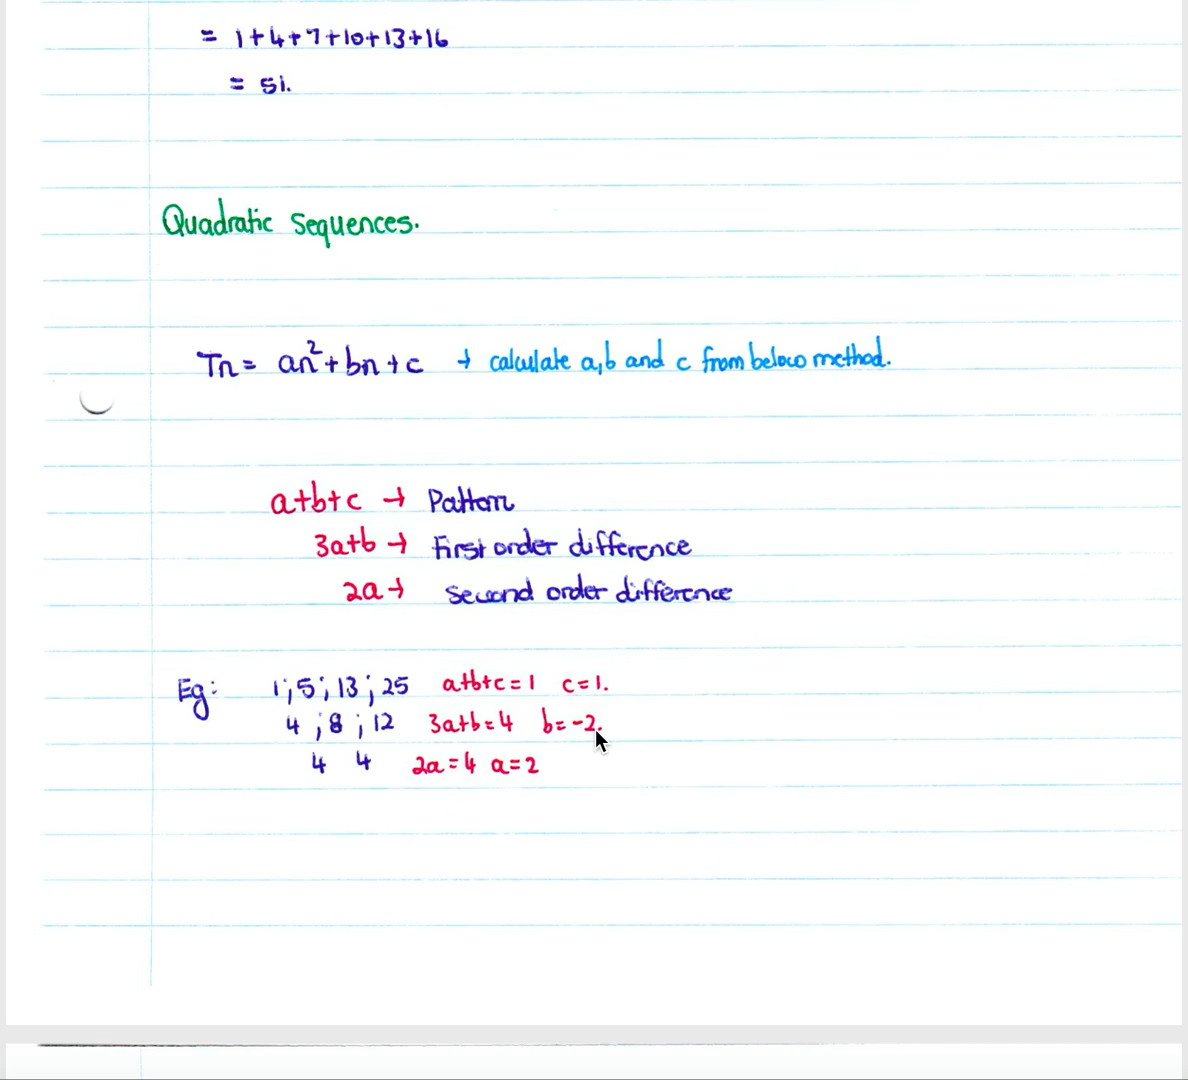 = 1+4+7+10+13+16
= 51.
Quadratic Sequences.
Tn = an²+bn+c → calculate a,b and c from below method.
a+b+c → Pattern
3a+b → First order difference
2a → Second order difference
Eg: 1;5;13;25 a+b+c=1 c=1.
4;8;12 3a+b=4 b=-2.
4 4 2a=4 a=2